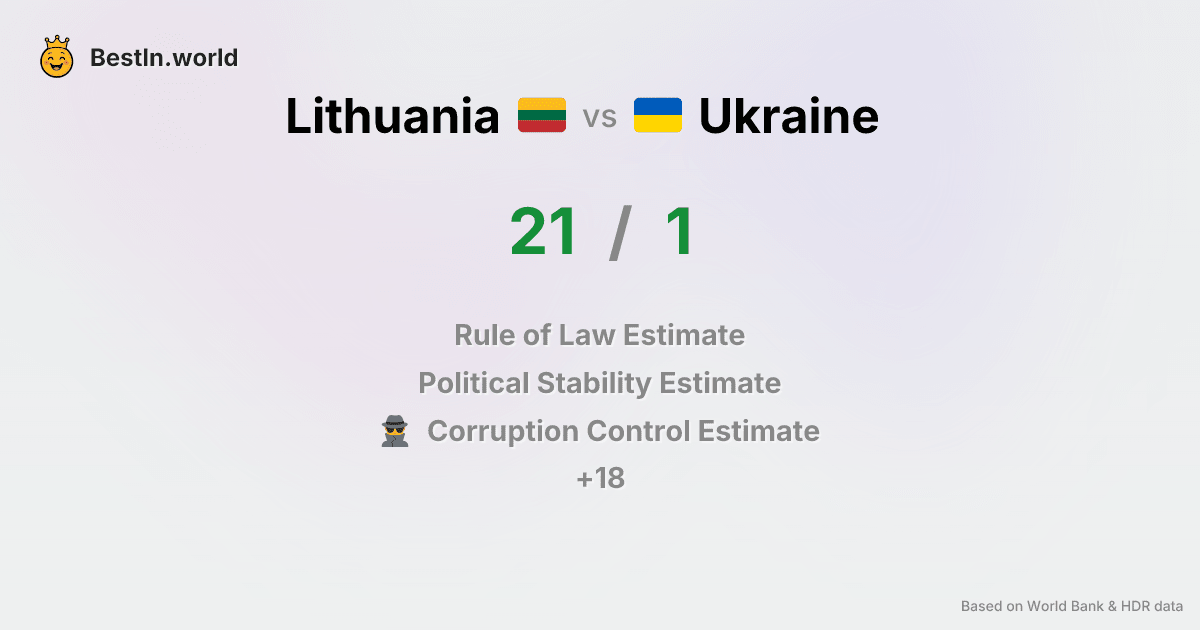 BestIn.world
Lithuania vs Ukraine
21 / 1
Rule of Law Estimate
Political Stability Estimate
Corruption Control Estimate
+18
Based on World Bank & HDR data